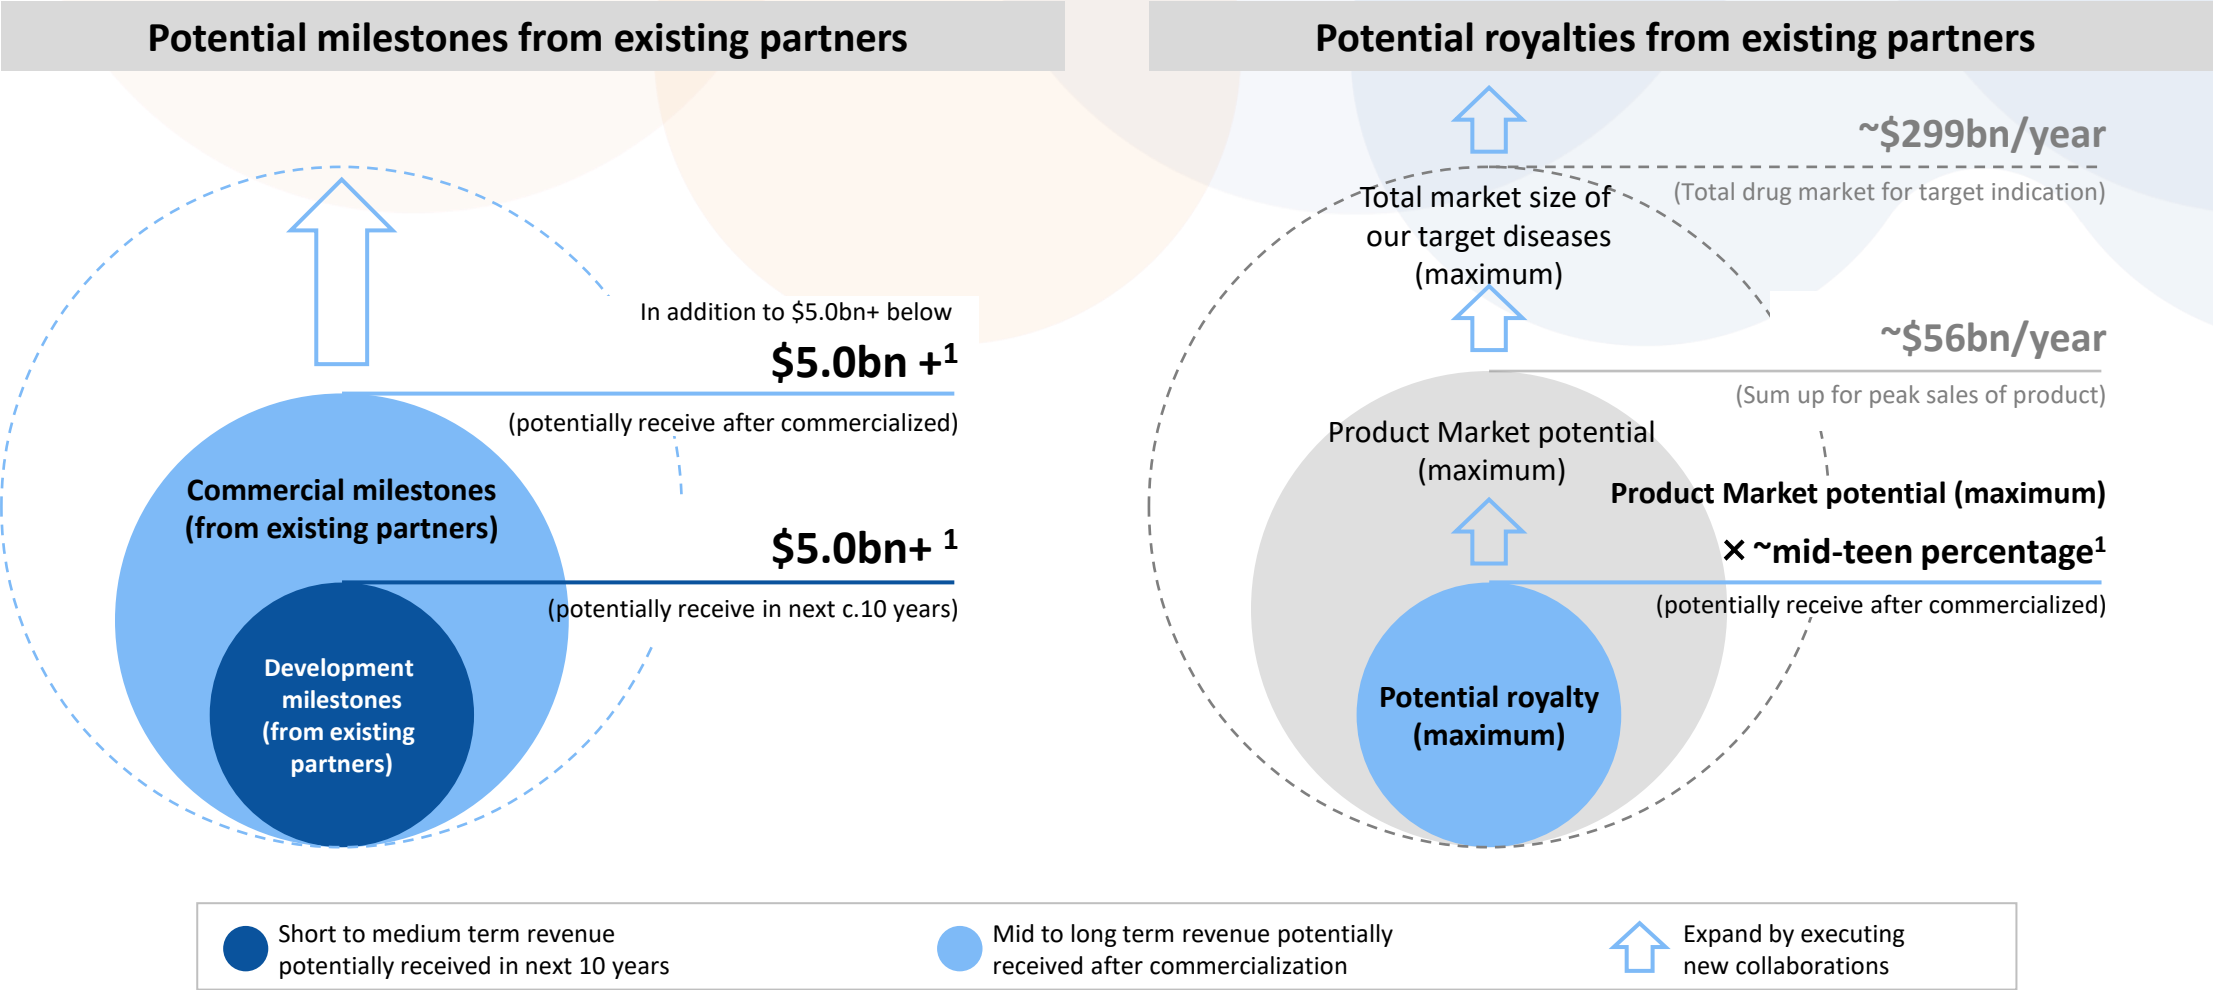 Potential milestones from existing partners
In addition to $5.0bn+ below
$5.0bn +1
(potentially receive after commercialized)
Commercial milestones
(from existing partners)
$5.0bn+ 1
(potentially receive in next c.10 years)
Development
milestones
(from existing
partners)
Potential royalties from existing partners
~$299bn/year
(Total drug market for target indication)
Total market size of
our target diseases
(maximum)
~$56bn/year
(Sum up for peak sales of product)
Product Market potential
(maximum)
Product Market potential (maximum)
× ~mid-teen percentage1
(potentially receive after commercialized)
Potential royalty
(maximum)
Short to medium term revenue
potentially received in next 10 years
Mid to long term revenue potentially
received after commercialization
Expand by executing
new collaborations